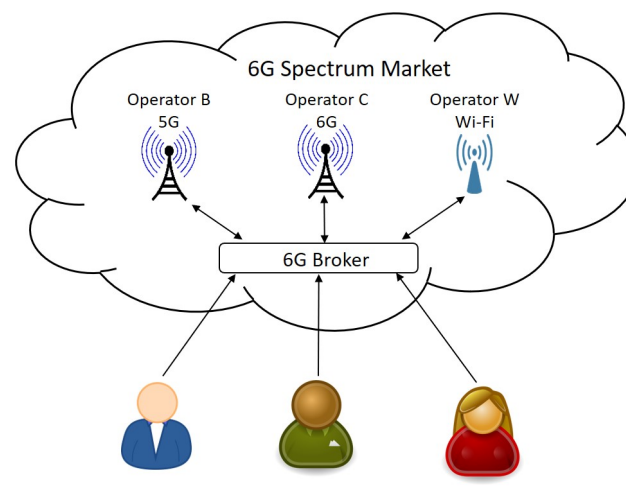 6G Spectrum Market
Operator B
5G
Operator C
6G
Operator W
Wi-Fi
6G Broker